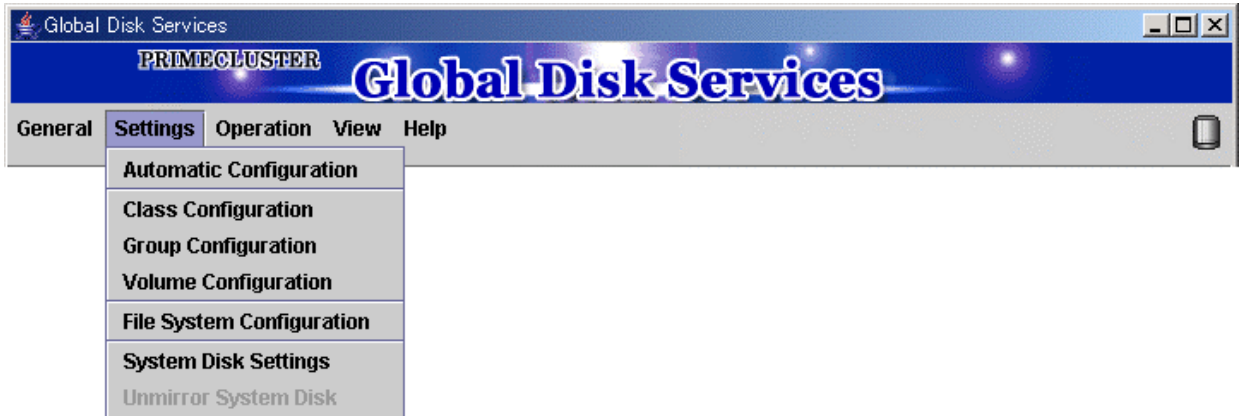 Global Disk Services
PRIMECLUSTER
Global Disk Services
General Settings Operation View Help
Automatic Configuration
Class Configuration
Group Configuration
Volume Configuration
File System Configuration
System Disk Settings
Unmirror System Disk